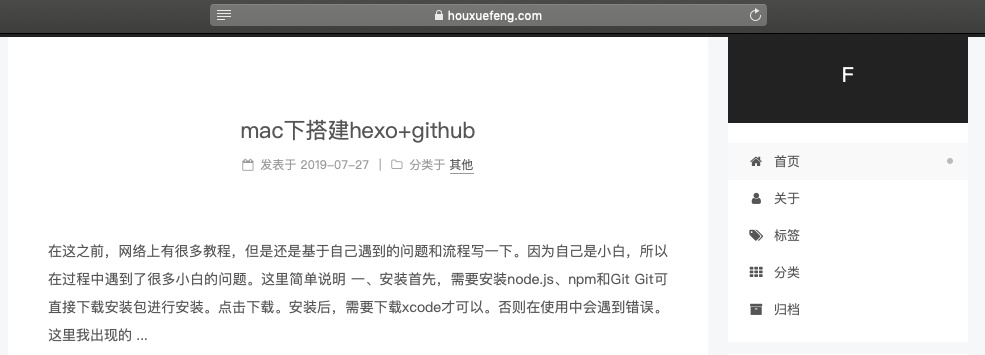 houxuefeng.com
F
mac下搭建hexo+github
发表于 2019-07-27 | 分类于 其他
在这之前，网络上有很多教程，但是还是基于自己遇到的问题和流程写一下。因为自己是小白，所以
在过程中遇到了很多小白的问题。这里简单说明 一、安装首先，需要安装node.js、npm和Git Git可
直接下载安装包进行安装。点击下载。安装后，需要下载xcode才可以。否则在使用中会遇到错误。
这里我出现的 ...
首页
关于
标签
分类
归档